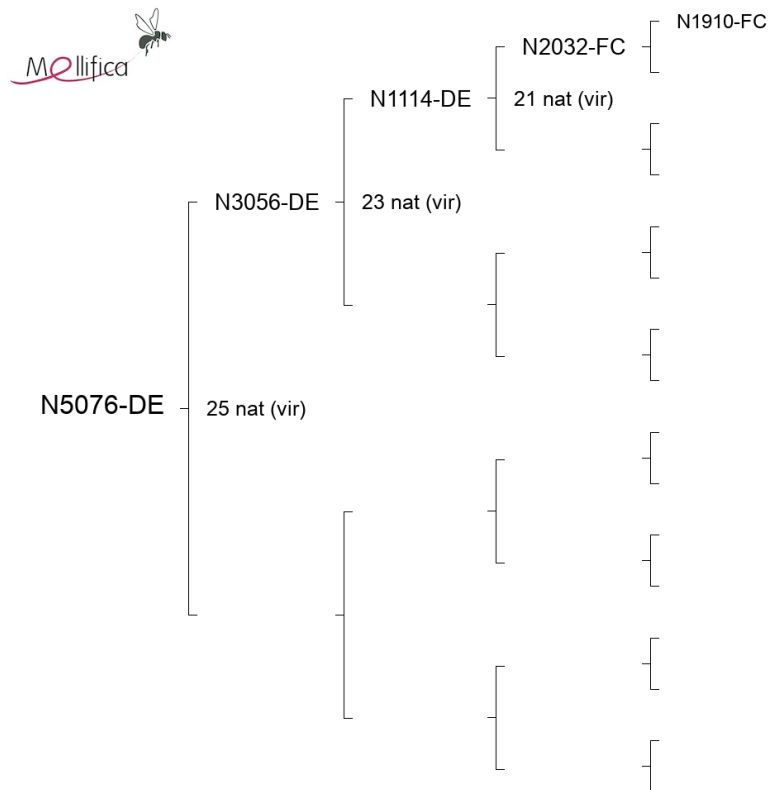 Mellifica
N1910-FC
N2032-FC
N1114-DE
21 nat (vir)
N3056-DE
23 nat (vir)
N5076-DE
25 nat (vir)